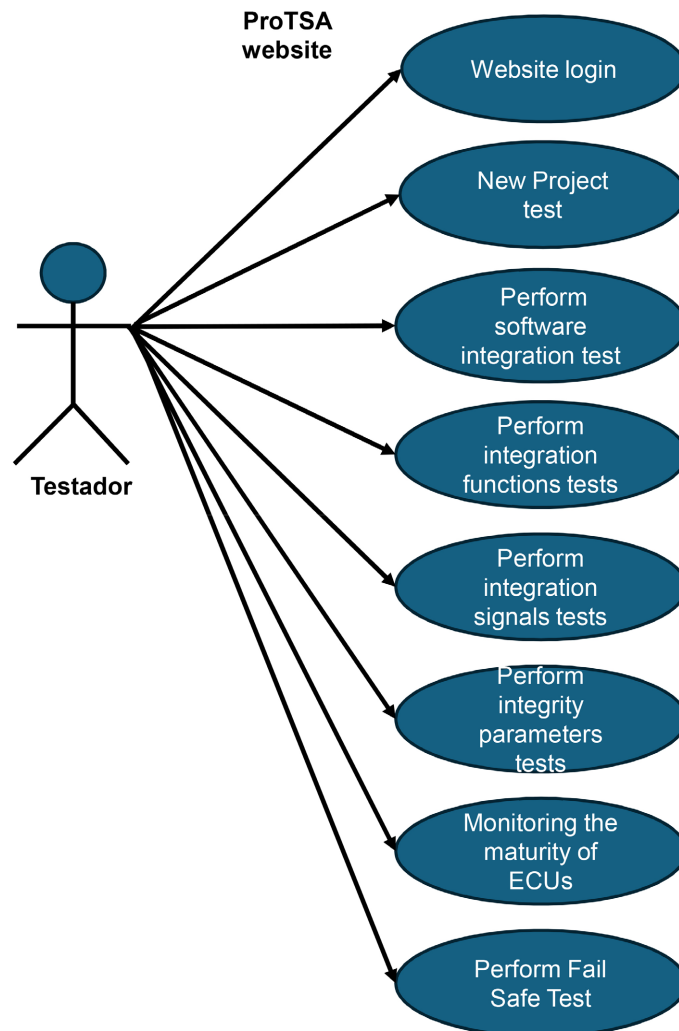 ProTSA
website
Website login
New Project
test
Perform
software
integration test
Perform
integration
functions tests
Testador
Perform
integration
signals tests
Perform
integrity
parameters
tests
Monitoring the
maturity of
ECUs
Perform Fail
Safe Test